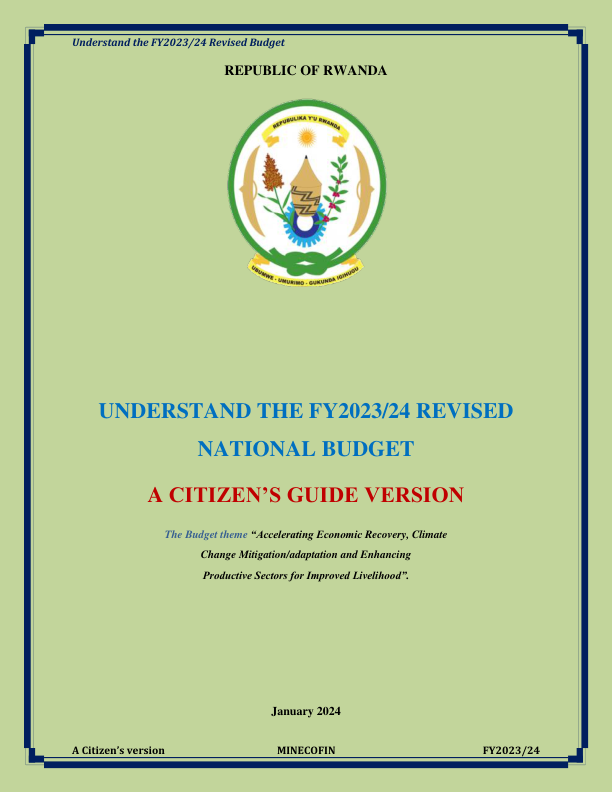 Understand the FY2023/24 Revised Budget
REPUBLIC OF RWANDA
REPUBULIKA Y'U RWANDA
UBUMWE - UMURIMO - GUKUNDA IGIHUGU
UNDERSTAND THE FY2023/24 REVISED
NATIONAL BUDGET
A CITIZEN’S GUIDE VERSION
The Budget theme “Accelerating Economic Recovery, Climate
Change Mitigation/adaptation and Enhancing
Productive Sectors for Improved Livelihood”.
January 2024
A Citizen’s version MINECOFIN FY2023/24